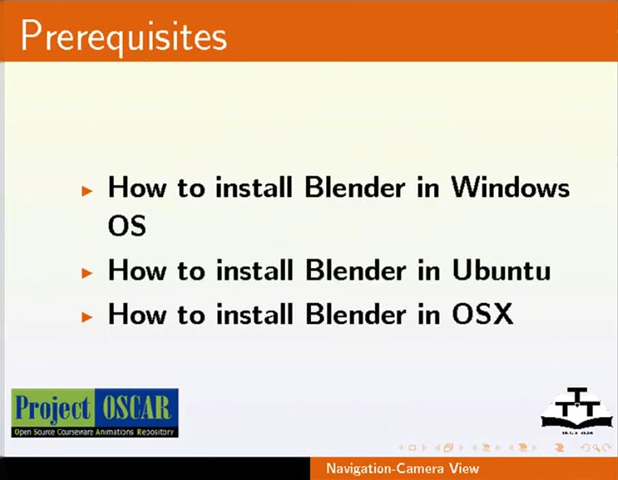 Prerequisites
How to install Blender in Windows
OS
How to install Blender in Ubuntu
How to install Blender in OSX
Project OSCAR
Open Source Courseware Animations Repository
Navigation-Camera View